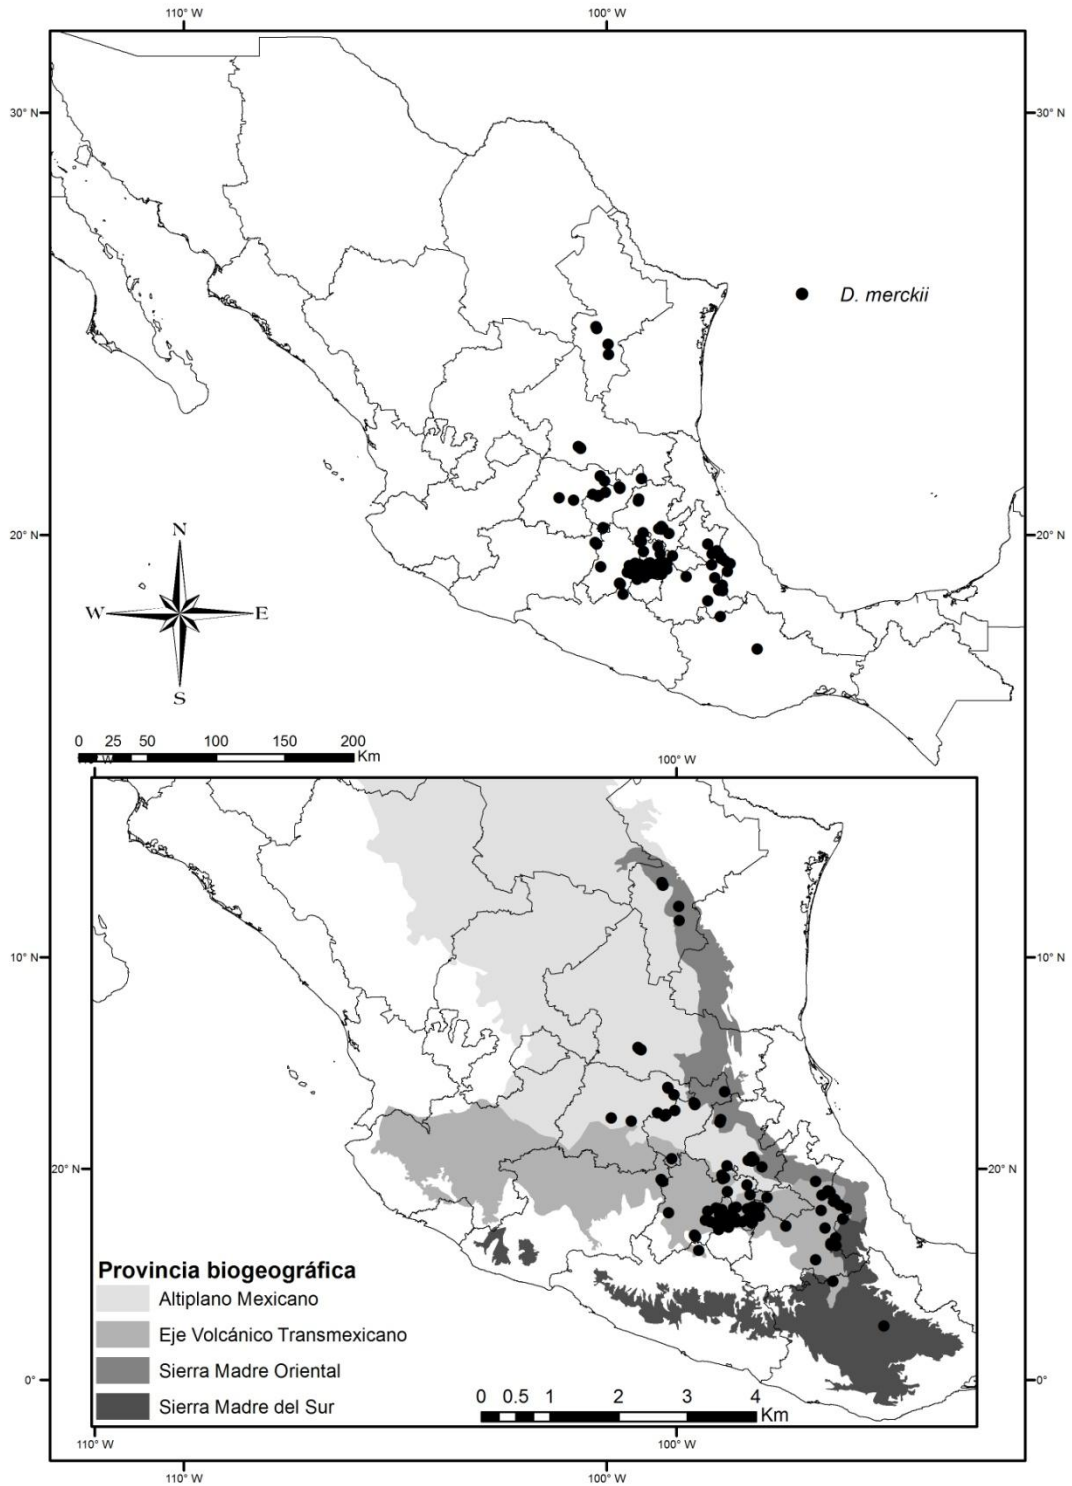 110° W 100° W
30° N 30° N
D. merckii
20° N 20° N
N
W E
S
0 25 50 100 150 200
Km
100° W
10° N 10° N
20° N 20° N
Provincia biogeográfica
Altiplano Mexicano
Eje Volcánico Transmexicano
Sierra Madre Oriental
Sierra Madre del Sur
0° 0°
0 0.5 1 2 3 4
Km
110° W 100° W
110° W 100° W